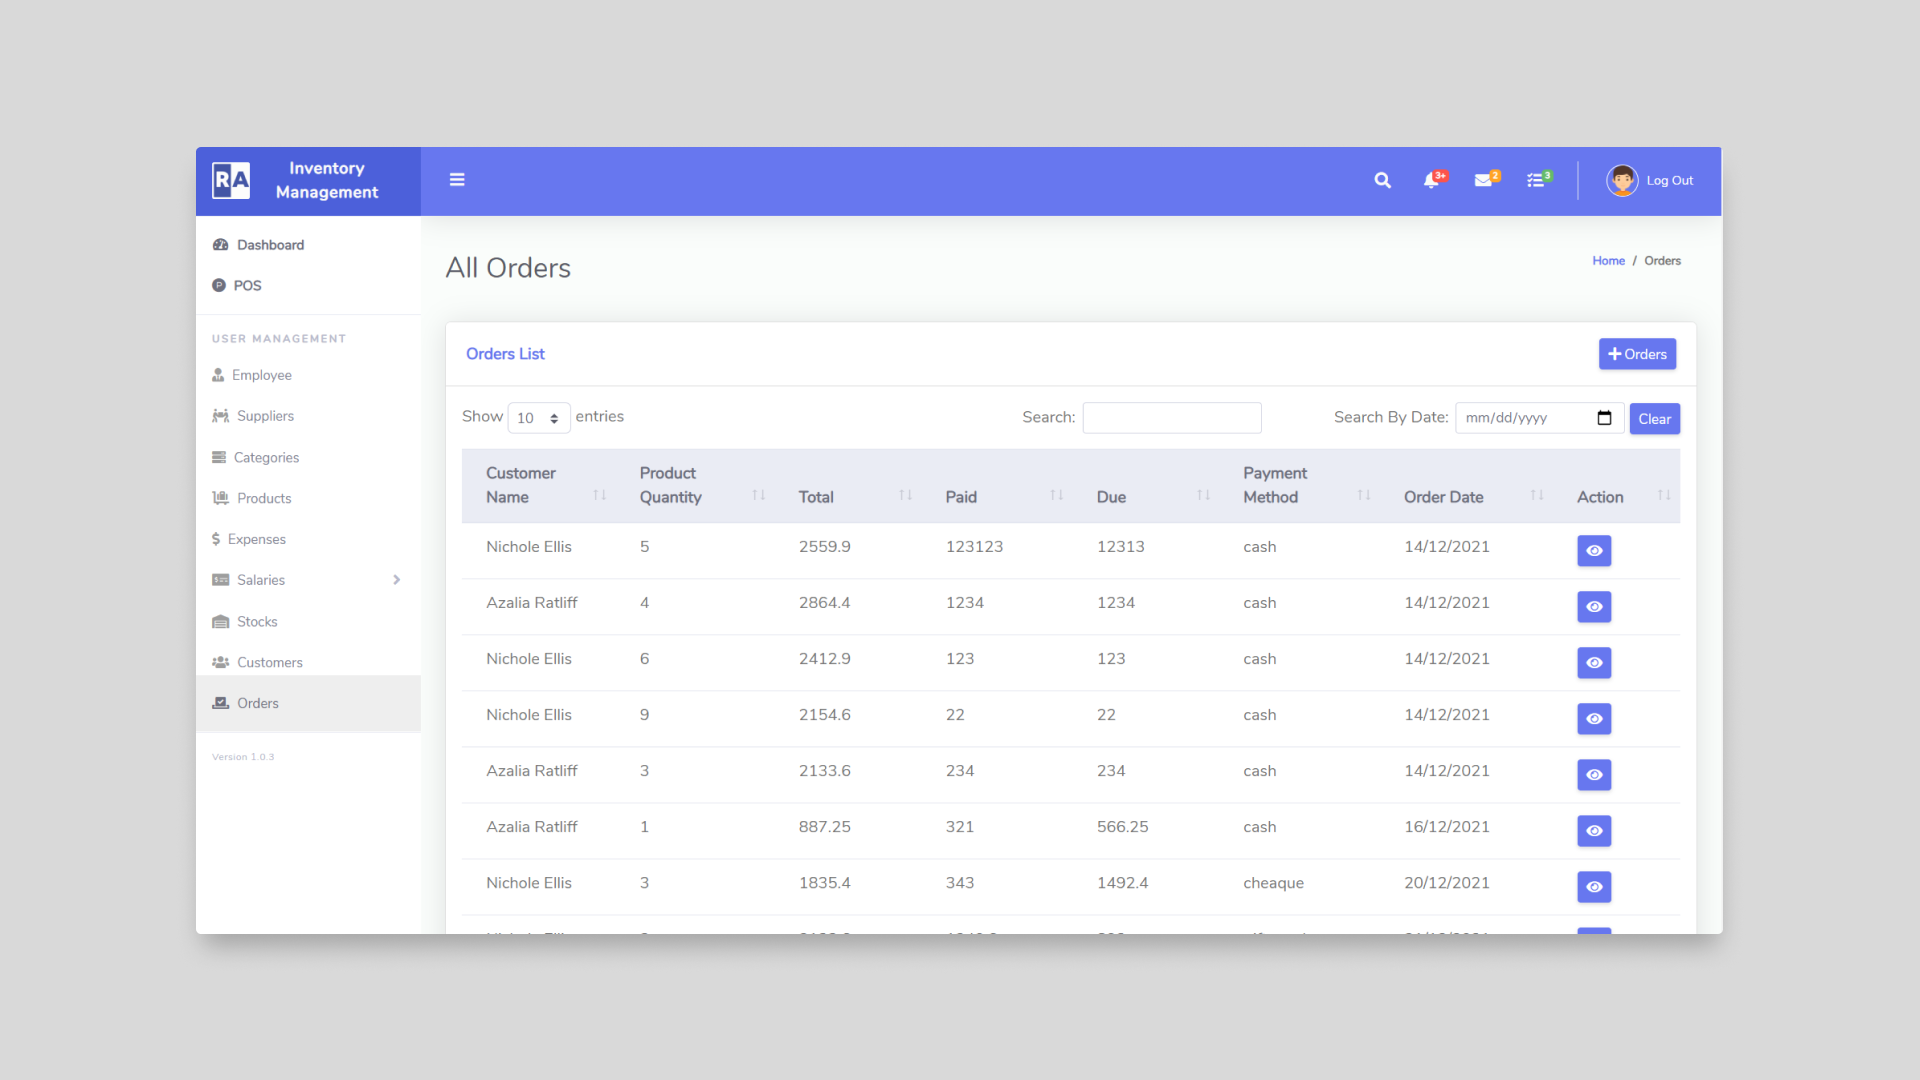 RA
Inventory
Management
3+
2
3
Log Out
Dashboard
P POS
USER MANAGEMENT
Employee
Suppliers
Categories
Products
$ Expenses
Salaries
Stocks
Customers
Orders
Version 1.0.3
All Orders
Home / Orders
Orders List
+ Orders
Show 10 entries
Search:
Search By Date: mm/dd/yyyy
Clear
Customer Name Product Quantity Total Paid Due Payment Method Order Date Action
Nichole Ellis 5 2559.9 123123 12313 cash 14/12/2021
Azalia Ratliff 4 2864.4 1234 1234 cash 14/12/2021
Nichole Ellis 6 2412.9 123 123 cash 14/12/2021
Nichole Ellis 9 2154.6 22 22 cash 14/12/2021
Azalia Ratliff 3 2133.6 234 234 cash 14/12/2021
Azalia Ratliff 1 887.25 321 566.25 cash 16/12/2021
Nichole Ellis 3 1835.4 343 1492.4 cheaque 20/12/2021